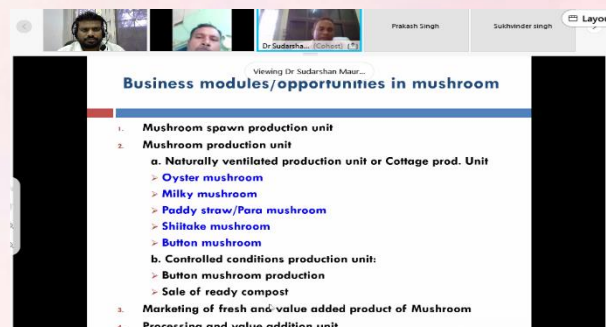 Layou
Dr Sudarsha... (Cohost)
Prakash Singh
Sukhvinder singh
Viewing Dr Sudarshan Maur...
Business modules/opportunities in mushroom
1. Mushroom spawn production unit
2. Mushroom production unit
a. Naturally ventilated production unit or Cottage prod. Unit
➢ Oyster mushroom
➢ Milky mushroom
➢ Paddy straw/Para mushroom
➢ Shiitake mushroom
➢ Button mushroom
b. Controlled conditions production unit:
➢ Button mushroom production
➢ Sale of ready compost
3. Marketing of fresh and value added product of Mushroom
4. Processing and value addition unit